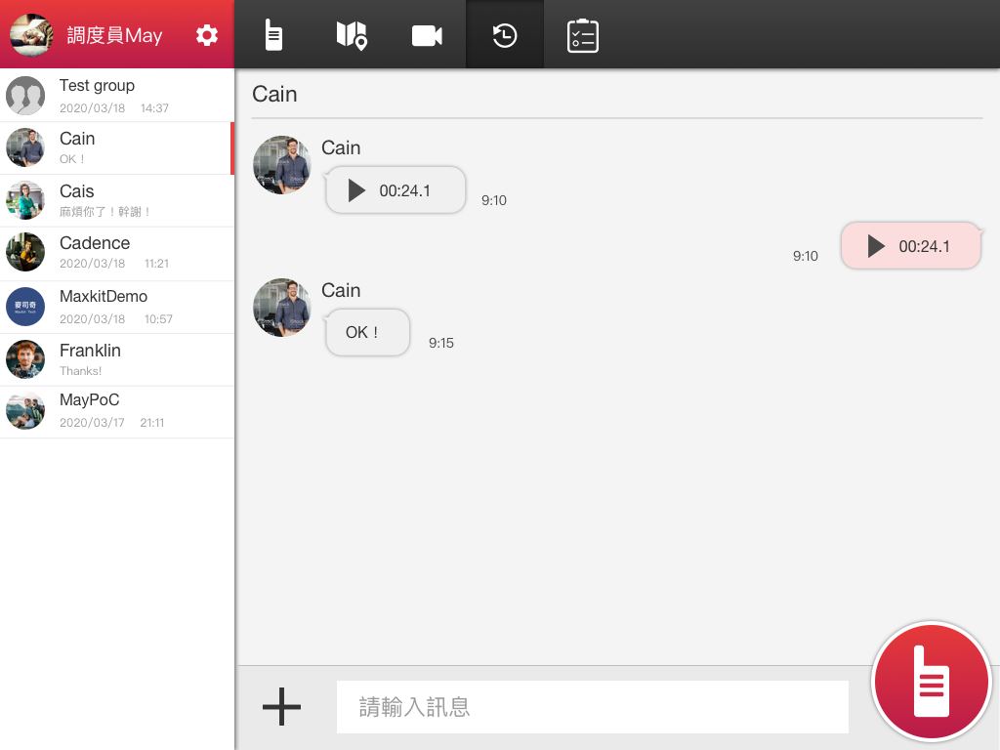 調度員May
Test group
2020/03/18 14:37
Cain
OK！
Cais
麻煩你了！幹謝！
Cadence
2020/03/18 11:21
麥司奇
MaxkitDemo
2020/03/18 10:57
Franklin
Thanks!
MayPoC
2020/03/17 21:11
Cain
Cain
00:24.1
9:10
9:10
00:24.1
Cain
OK！
9:15
請輸入訊息